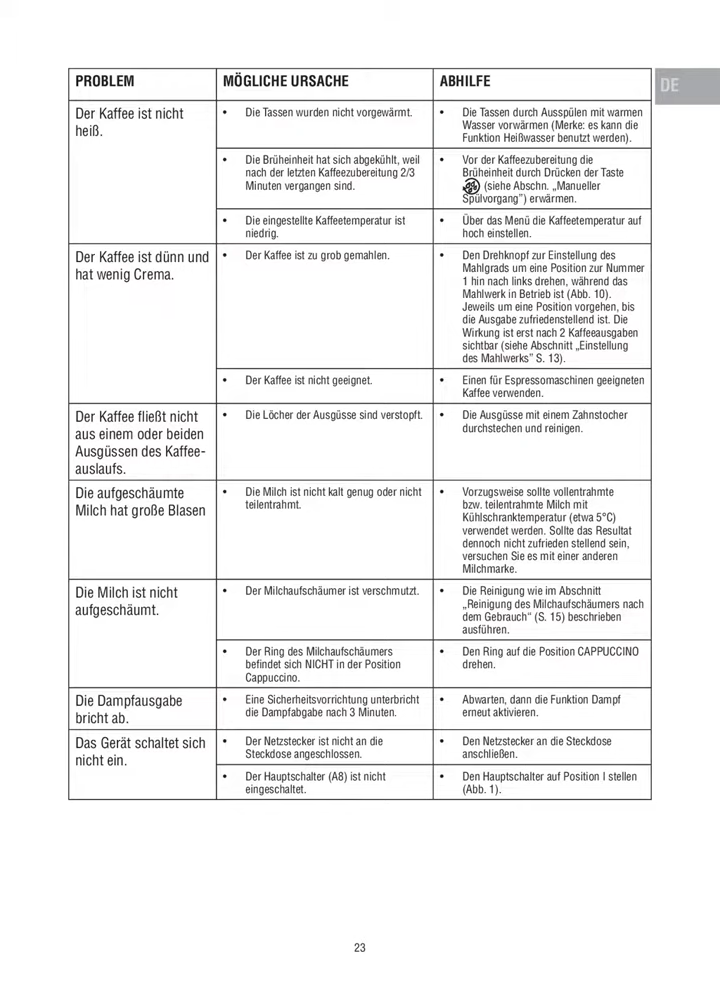 PROBLEM
MÖGLICHE URSACHE
ABHILFE
DE
Der Kaffee ist nicht
heiß.
• Die Tassen wurden nicht vorgewärmt.
• Die Tassen durch Ausspülen mit warmen
Wasser vorwärmen (Merke: es kann die
Funktion Heißwasser benutzt werden).
• Die Brüheinheit hat sich abgekühlt, weil
nach der letzten Kaffeezubereitung 2/3
Minuten vergangen sind.
• Vor der Kaffeezubereitung die
Brüheinheit durch Drücken der Taste
(siehe Abschn. „Manueller
Spülvorgang") erwärmen.
• Die eingestellte Kaffeetemperatur ist
niedrig.
• Über das Menü die Kaffeetemperatur auf
hoch einstellen.
Der Kaffee ist dünn und
hat wenig Crema.
• Der Kaffee ist zu grob gemahlen.
• Den Drehknopf zur Einstellung des
Mahlgrads um eine Position zur Nummer
1 hin nach links drehen, während das
Mahlwerk in Betrieb ist (Abb. 10).
Jeweils um eine Position vorgehen, bis
die Ausgabe zufriedenstellend ist. Die
Wirkung ist erst nach 2 Kaffeeausgaben
sichtbar (siehe Abschnitt „Einstellung
des Mahlwerks" S. 13).
• Der Kaffee ist nicht geeignet.
• Einen für Espressomaschinen geeigneten
Kaffee verwenden.
Der Kaffee fließt nicht
aus einem oder beiden
Ausgüssen des Kaffee-
auslaufs.
• Die Löcher der Ausgüsse sind verstopft.
• Die Ausgüsse mit einem Zahnstocher
durchstechen und reinigen.
Die aufgeschäumte
Milch hat große Blasen
• Die Milch ist nicht kalt genug oder nicht
teilentrahmt.
• Vorzugsweise sollte vollentrahmte
bzw. teilentrahmte Milch mit
Kühlschranktemperatur (etwa 5°C)
verwendet werden. Sollte das Resultat
dennoch nicht zufrieden stellend sein,
versuchen Sie es mit einer anderen
Milchmarke.
Die Milch ist nicht
aufgeschäumt.
• Der Milchaufschäumer ist verschmutzt.
• Die Reinigung wie im Abschnitt
„Reinigung des Milchaufschäumers nach
dem Gebrauch“ (S. 15) beschrieben
ausführen.
• Der Ring des Milchaufschäumers
befindet sich NICHT in der Position
Cappuccino.
• Den Ring auf die Position CAPPUCCINO
drehen.
Die Dampfausgabe
bricht ab.
• Eine Sicherheitsvorrichtung unterbricht
die Dampfabgabe nach 3 Minuten.
• Abwarten, dann die Funktion Dampf
erneut aktivieren.
Das Gerät schaltet sich
nicht ein.
• Der Netzstecker ist nicht an die
Steckdose angeschlossen.
• Den Netzstecker an die Steckdose
anschließen.
• Der Hauptschalter (A8) ist nicht
eingeschaltet.
• Den Hauptschalter auf Position I stellen
(Abb. 1).
23